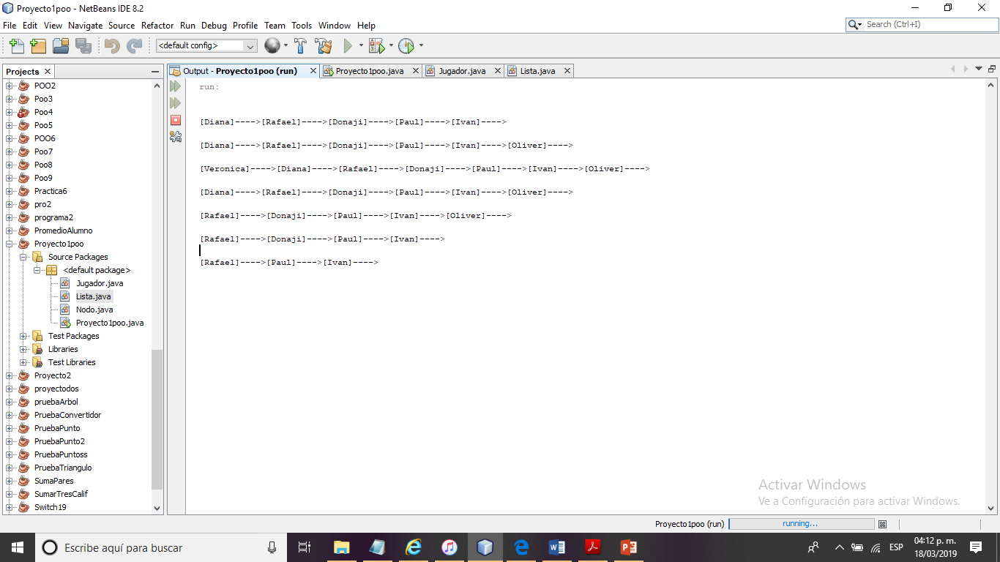 Proyecto1poo - NetBeans IDE 8.2
File Edit View Navigate Source Refactor Run Debug Profile Team Tools Window Help
Search (Ctrl+I)
<default config>
Projects
Output - Proyecto1poo (run)
Proyecto1poo.java
Jugador.java
Lista.java
POO2
Poo3
Poo4
Poo5
POO6
Poo7
Poo8
Poo9
Practica6
pro2
programa2
PromedioAlumno
Proyecto1poo
Source Packages
<default package>
Jugador.java
Lista.java
Nodo.java
Proyecto1poo.java
Test Packages
Libraries
Test Libraries
Proyecto2
proyectodos
pruebaArbol
PruebaConvertidor
PruebaPunto
PruebaPunto2
PruebaPuntoss
PruebaTriangulo
SumaPares
SumarTresCalif
Switch19
run:
[Diana]---->[Rafael]---->[Donaji]---->[Paul]---->[Ivan]---->
[Diana]---->[Rafael]---->[Donaji]---->[Paul]---->[Ivan]---->[Oliver]---->
[Veronica]---->[Diana]---->[Rafael]---->[Donaji]---->[Paul]---->[Ivan]---->[Oliver]---->
[Diana]---->[Rafael]---->[Donaji]---->[Paul]---->[Ivan]---->[Oliver]---->
[Rafael]---->[Donaji]---->[Paul]---->[Ivan]---->[Oliver]---->
[Rafael]---->[Donaji]---->[Paul]---->[Ivan]---->
[Rafael]---->[Paul]---->[Ivan]---->
Activar Windows
Ve a Configuración para activar Windows.
Proyecto1poo (run)
running...
Escribe aquí para buscar
ESP
04:12 p. m.
18/03/2019